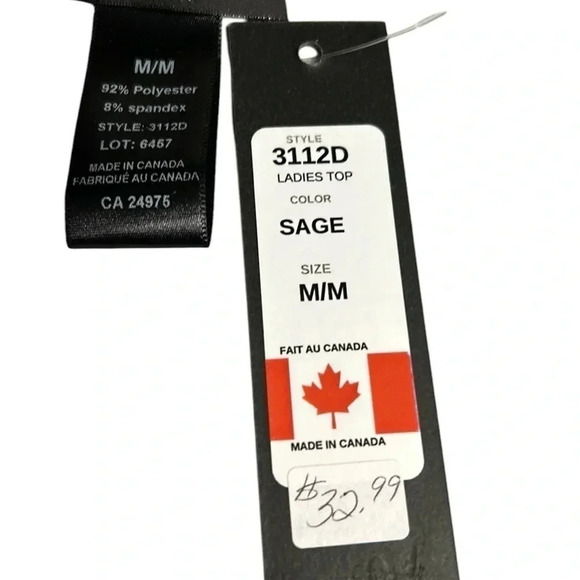 M/M
92% Polyester
8% spandex
STYLE: 3112D
LOT: 6457
MADE IN CANADA
FABRIQUÉ AU CANADA
CA 24975
STYLE
3112D
LADIES TOP
COLOR
SAGE
SIZE
M/M
FAIT AU CANADA
MADE IN CANADA
$32.99